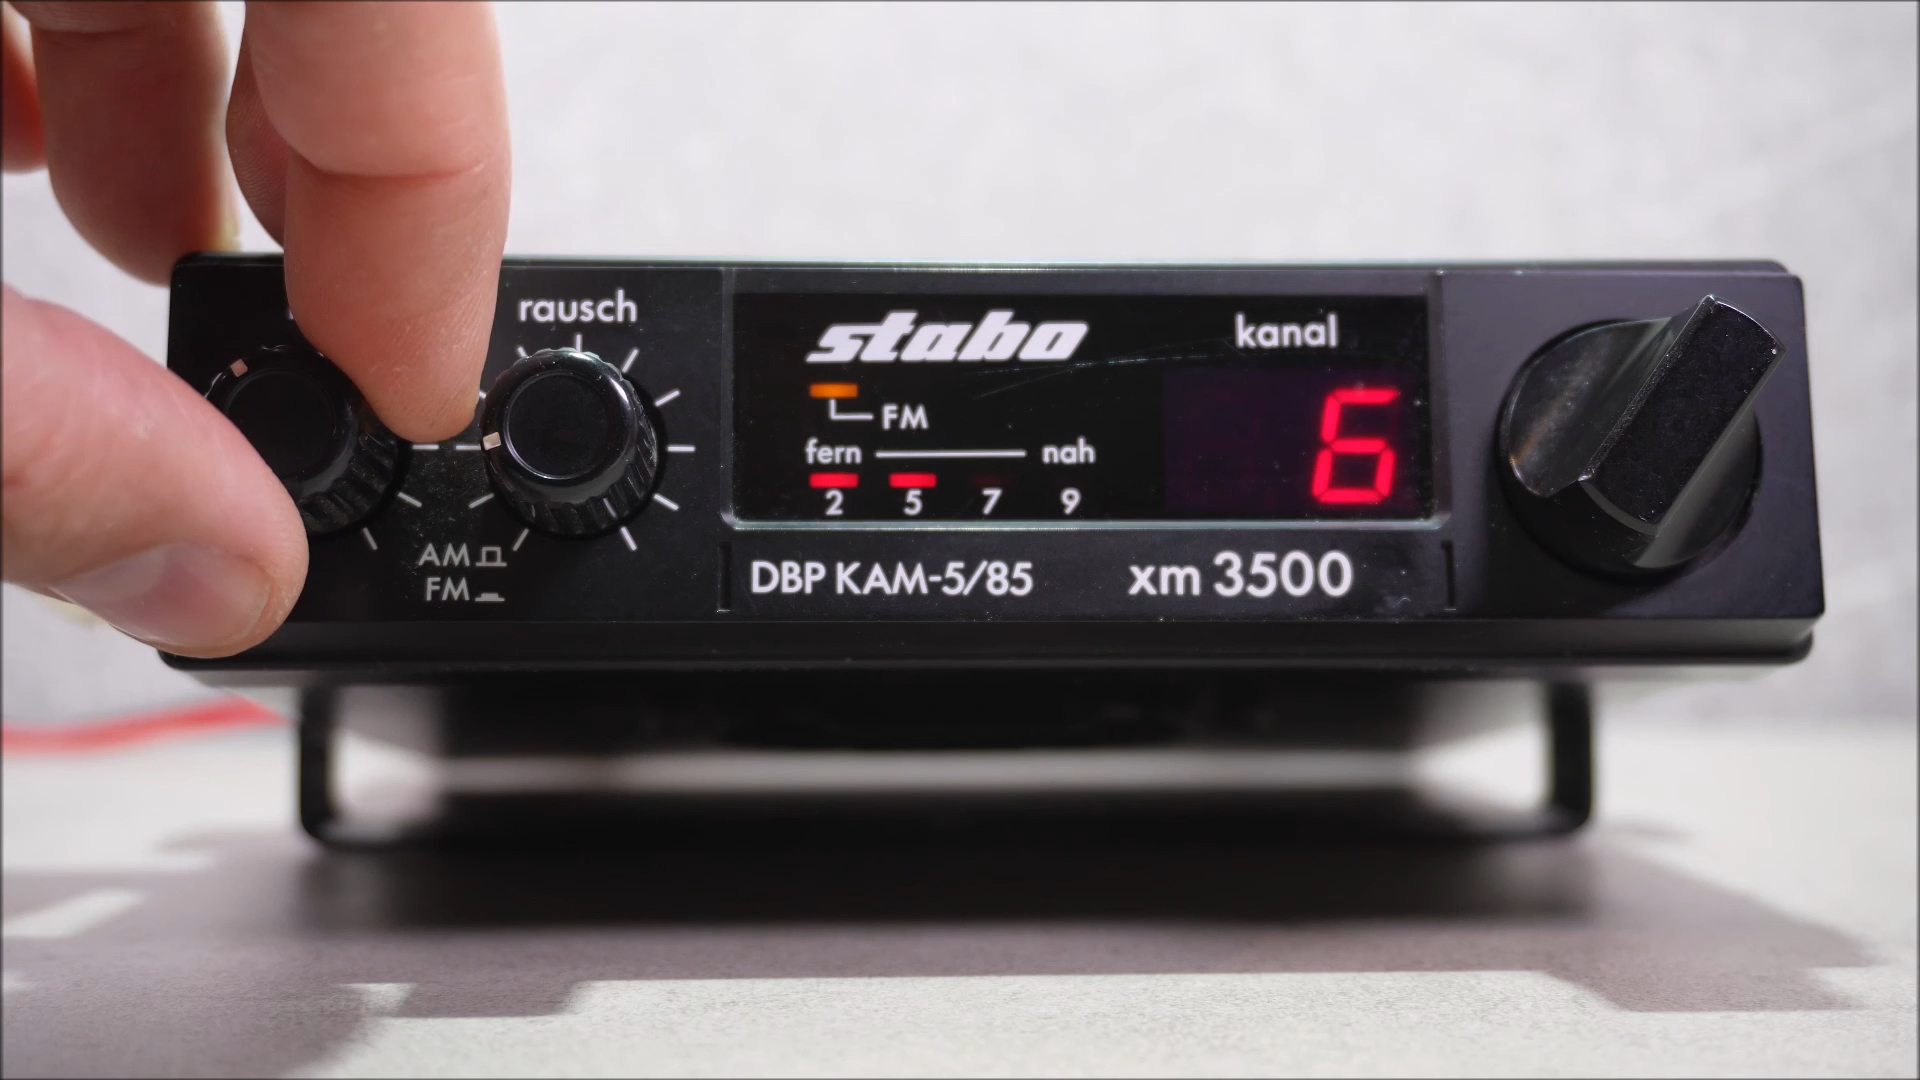 rausch
AM
FM
stabo
kanal
FM
fern nah
2 5 7 9
6
DBP KAM-5/85
xm 3500